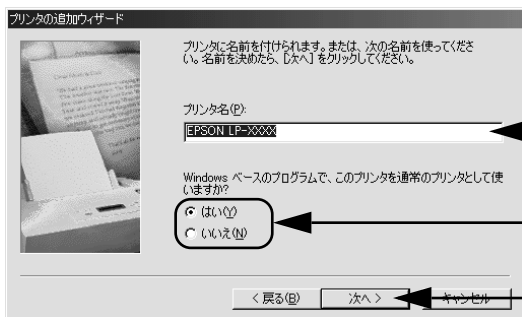 プリンタの追加ウィザード
プリンタに名前を付けられます。または、次の名前を使ってくださ
い。名前を決めたら、[次へ] をクリックしてください。
プリンタ名(P):
EPSON LP-XXXX
Windows ベースのプログラムで、このプリンタを通常のプリンタとして使
いますか?
はい(Y)
いいえ(N)
< 戻る(B)
次へ >
キャンセル